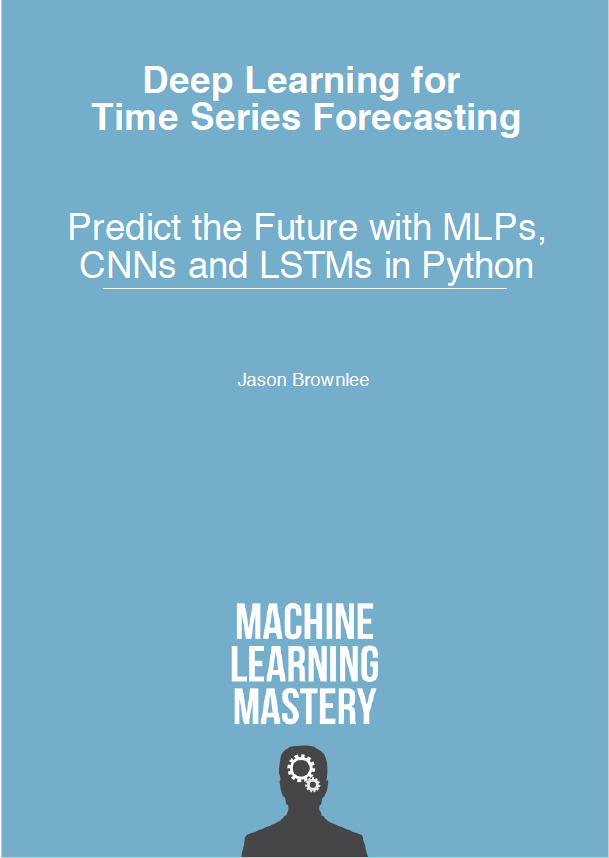 Deep Learning for
Time Series Forecasting
Predict the Future with MLPs,
CNNs and LSTMs in Python
Jason Brownlee
MACHINE
LEARNING
MASTERY